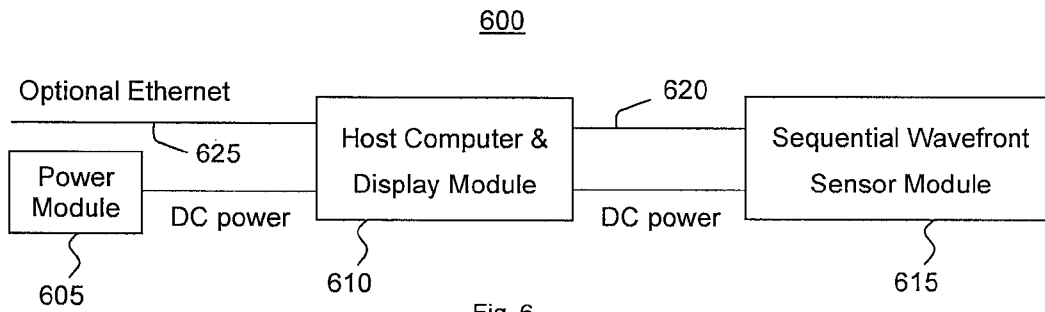 600
Optional Ethernet
625
Power
Module
605
DC power
Host Computer &
Display Module
610
620
DC power
Sequential Wavefront
Sensor Module
615
Fig. 6